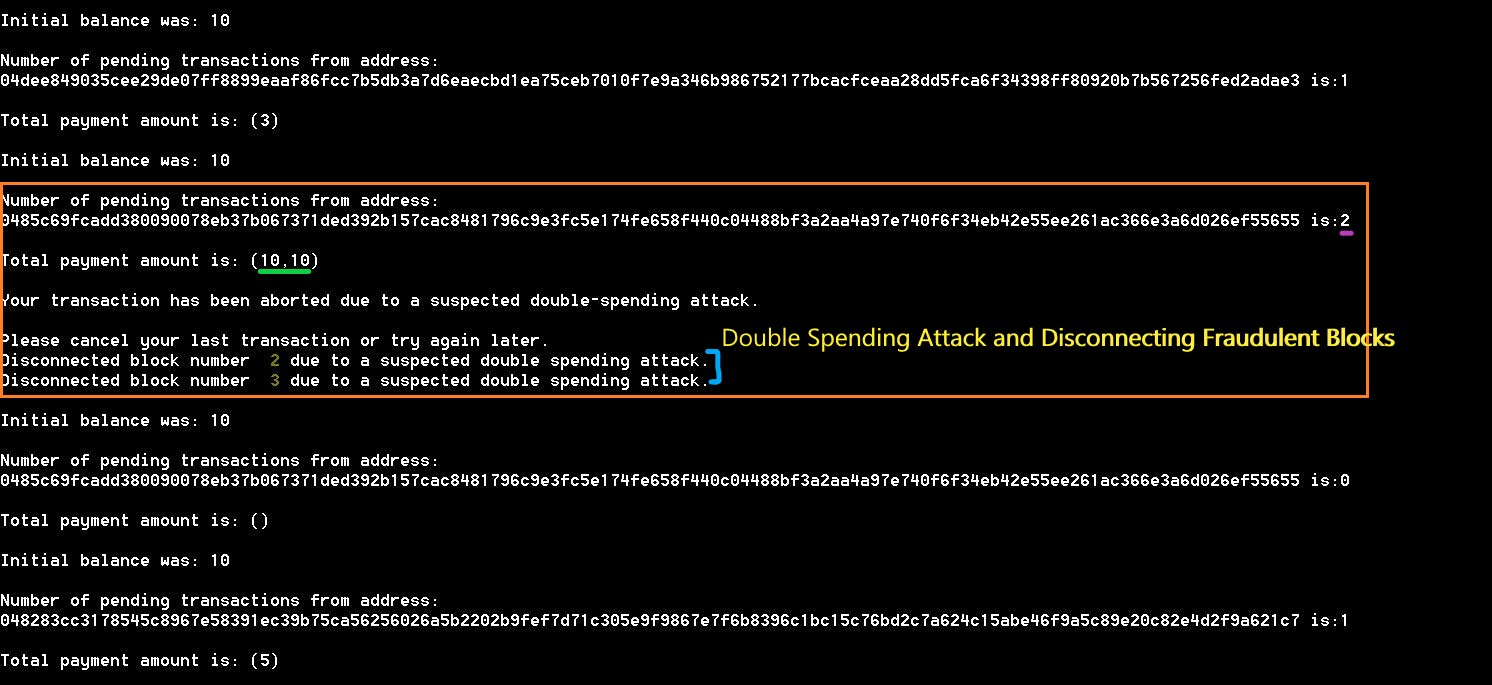 Initial balance was: 10
Number of pending transactions from address:
04dee849035cee29de07ff8899eaaf86fcc7b5db3a7d6eaecbd1ea75ceb7010f7e9a346b986752177bcacfceaa28dd5fca6f34398ff80920b7b567256fed2adae3 is:1
Total payment amount is: (3)
Initial balance was: 10
Number of pending transactions from address:
0485c69fcadd380090078eb37b067371ded392b157cac8481796c9e3fc5e174fe658f440c04488bf3a2aa4a97e740f6f34eb42e55ee261ac366e3a6d026ef55655 is:2
Total payment amount is: (10,10)
Your transaction has been aborted due to a suspected double-spending attack.
Please cancel your last transaction or try again later.
Double Spending Attack and Disconnecting Fraudulent Blocks
Disconnected block number  2 due to a suspected double spending attack.
Disconnected block number  3 due to a suspected double spending attack.
Initial balance was: 10
Number of pending transactions from address:
0485c69fcadd380090078eb37b067371ded392b157cac8481796c9e3fc5e174fe658f440c04488bf3a2aa4a97e740f6f34eb42e55ee261ac366e3a6d026ef55655 is:0
Total payment amount is: ()
Initial balance was: 10
Number of pending transactions from address:
048283cc3178545c8967e58391ec39b75ca56256026a5b2202b9fef7d71c305e9f9867e7f6b8396c1bc15c76bd2c7a624c15abe46f9a5c89e20c82e4d2f9a621c7 is:1
Total payment amount is: (5)